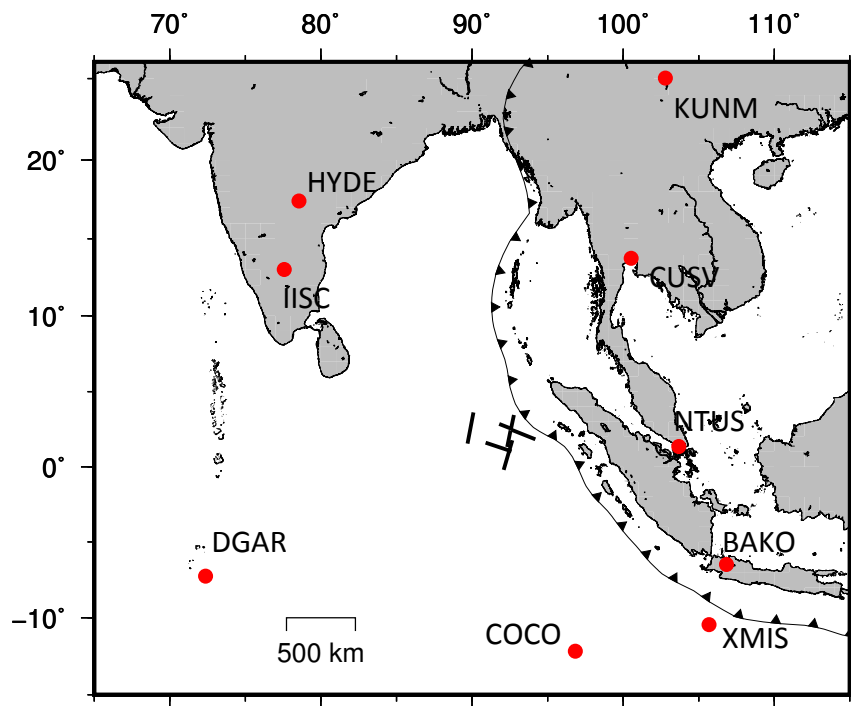 70° 80° 90° 100° 110°
KUNM
20°
HYDE
CUSV
IISC
10°
NTUS
0°
DGAR
BAKO
−10°
COCO
XMIS
500 km